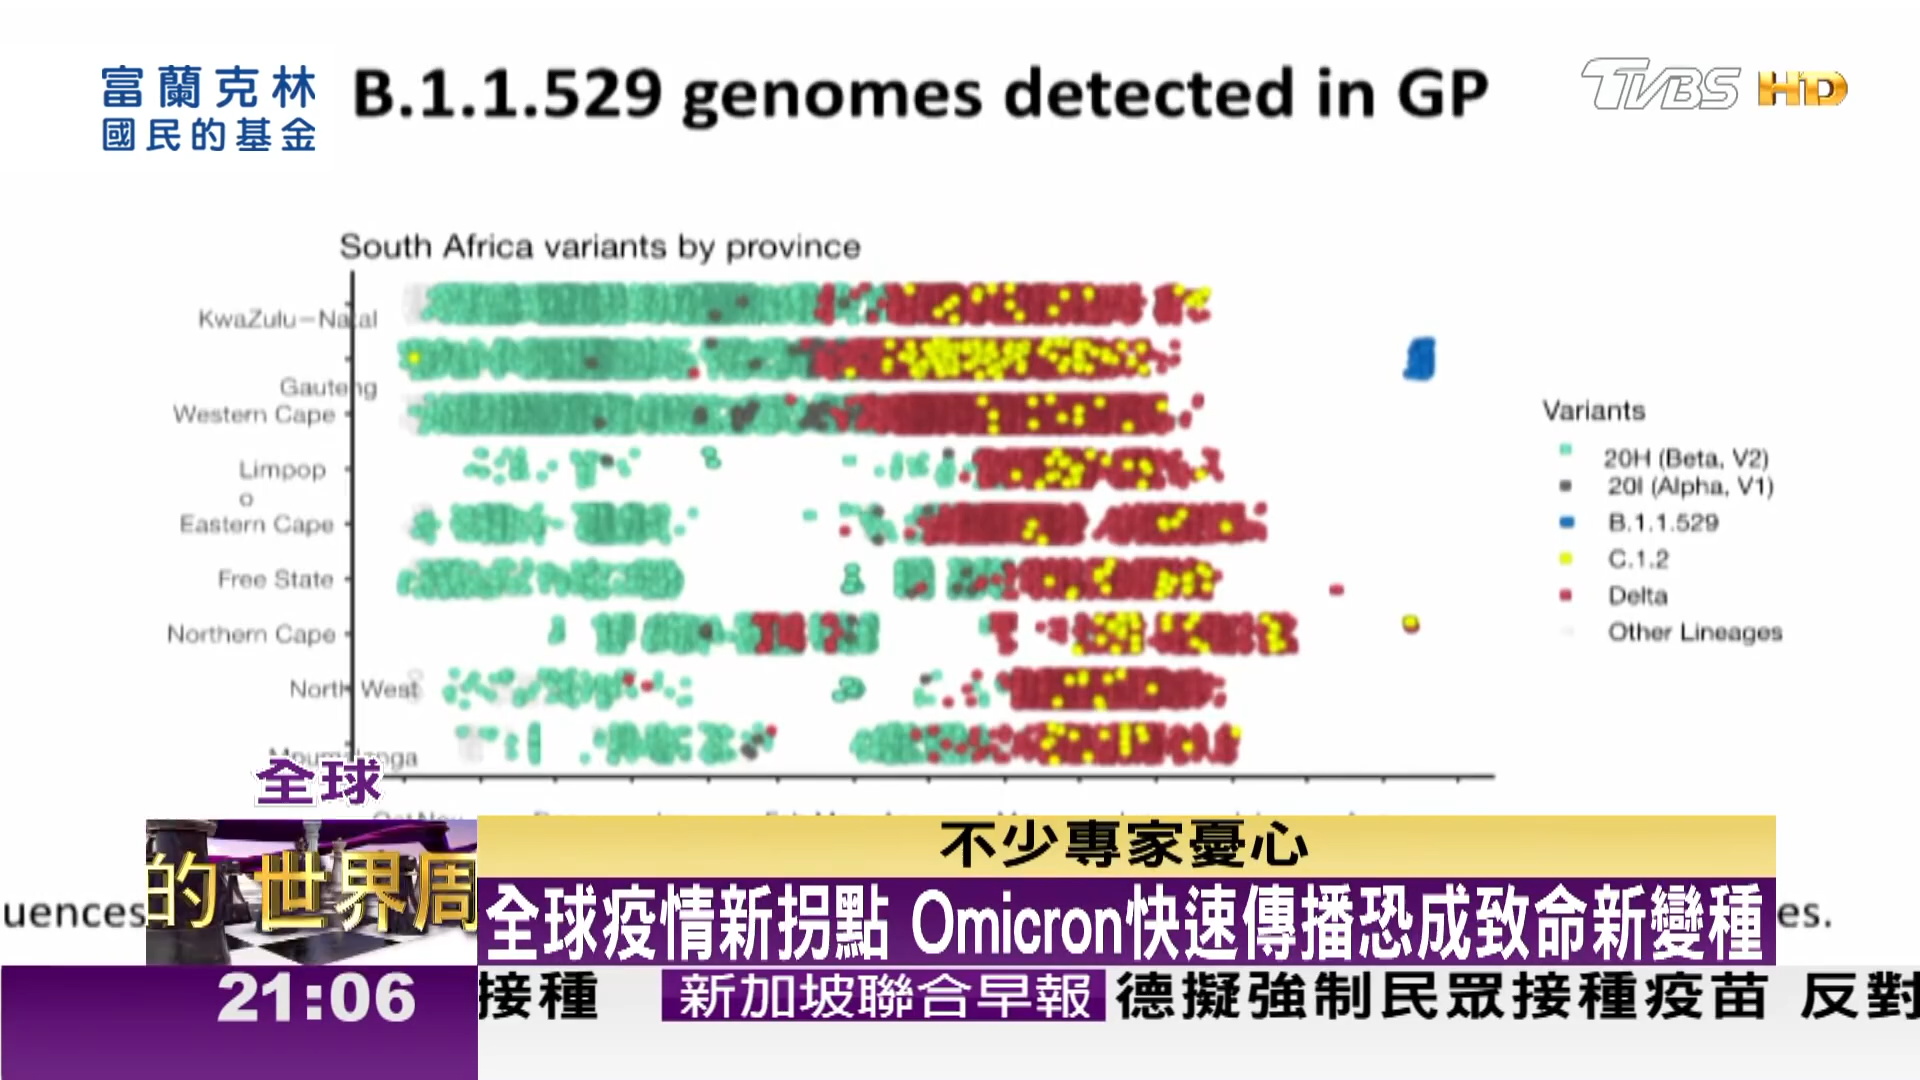 富蘭克林
國民的基金
B.1.1.529 genomes detected in GP
TVBS HD
South Africa variants by province
KwaZulu-Natal
Gauteng
Western Cape
Limpop
o
Eastern Cape
Free State
Northern Cape
North West
Mpumalanga
Variants
20H (Beta, V2)
20I (Alpha, V1)
B.1.1.529
C.1.2
Delta
Other Lineages
全球
的 世界周
不少專家憂心
全球疫情新拐點 Omicron快速傳播恐成致命新變種
uences
es.
21:06
接種 新加坡聯合早報 德擬強制民眾接種疫苗 反對